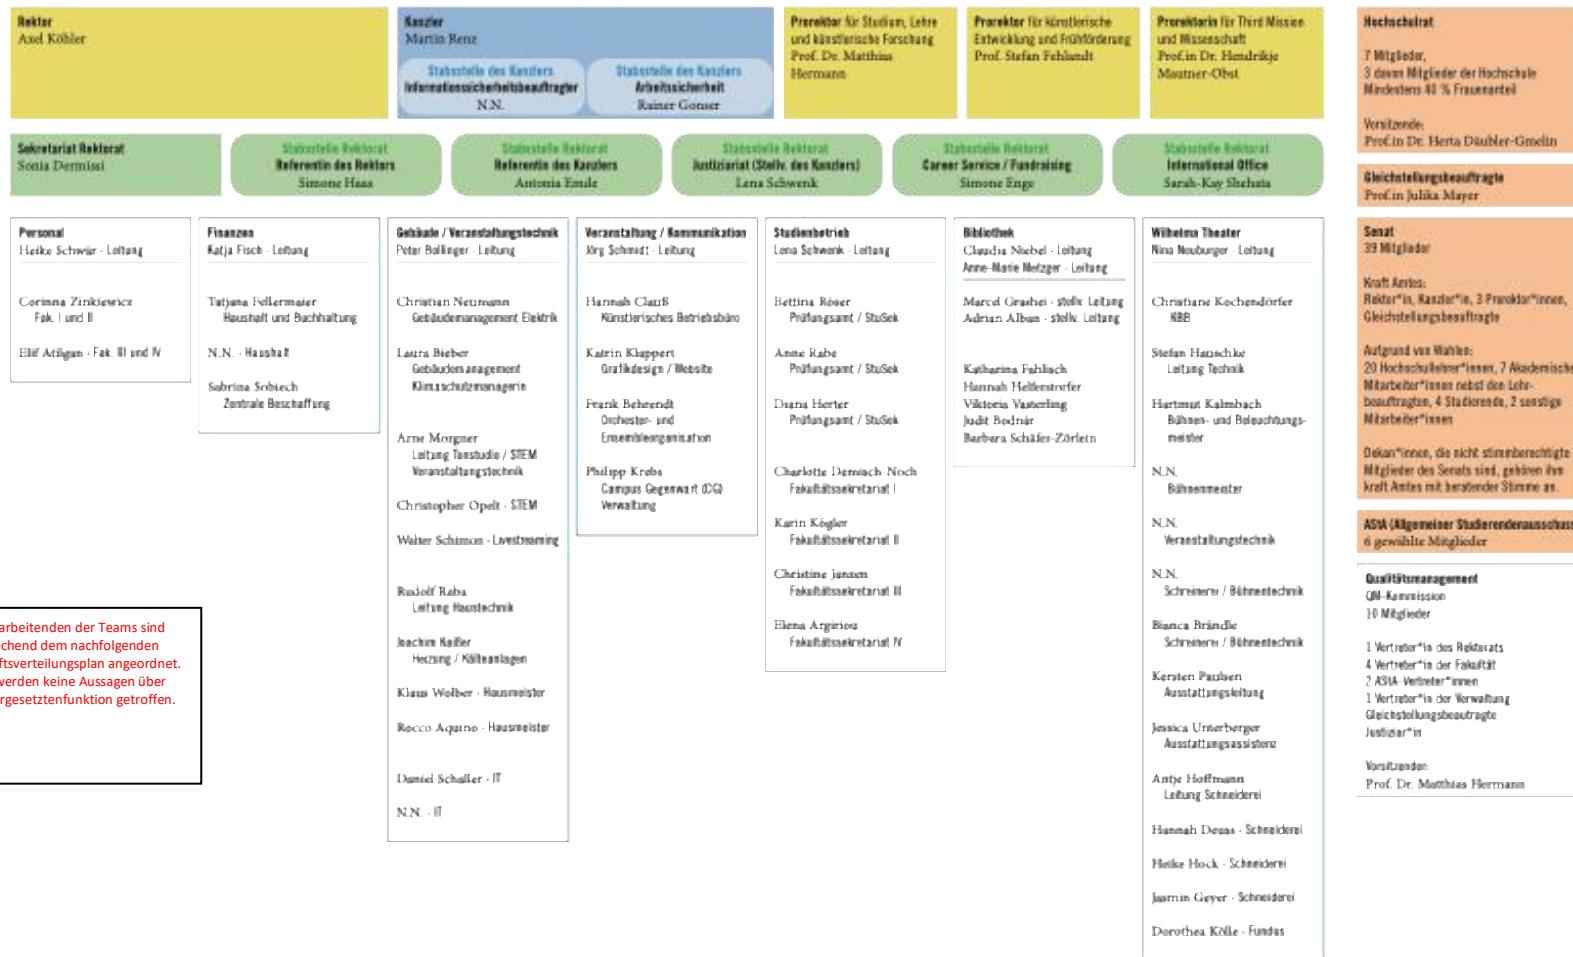 Rektor
Axel Köhler
Kanzler
Martin Renz
Stabsstelle des Kanzlers
Informationssicherheitsbeauftragter
N.N.
Stabsstelle des Kanzlers
Arbeitssicherheit
Rainer Gonser
Prorektor für Studium, Lehre
und künstlerische Forschung
Prof. Dr. Matthias
Hermann
Prorektor für künstlerische
Entwicklung und Frühförderung
Prof. Stefan Fehlandt
Prorektorin für Third Mission
und Wissenschaft
Prof.in Dr. Hendrikje
Mautner-Obst
Sekretariat Rektorat
Sonia Dermissi
Stabsstelle Rektorat
Referentin des Rektors
Simone Haas
Stabsstelle Rektorat
Referentin des Kanzlers
Antonia Emde
Stabsstelle Rektorat
Justiziariat (Stellv. des Kanzlers)
Lena Schwenk
Stabsstelle Rektorat
Career Service / Fundraising
Simone Enge
Stabsstelle Rektorat
International Office
Sarah-Kay Shehata
Personal
Heike Schwär · Leitung
Corinna Zinkiewicz
Fak. I und II
Elif Atilgan · Fak. III und IV
Finanzen
Katja Fisch · Leitung
Tatjana Fellermaier
Haushalt und Buchhaltung
N.N. · Haushalt
Sabrina Sobiech
Zentrale Beschaffung
Gebäude / Veranstaltungstechnik
Peter Bollinger · Leitung
Christian Neumann
Gebäudemanagement Elektrik
Laura Bieber
Gebäudemanagement
Klimaschutzmanagerin
Arne Morgner
Leitung Tonstudio / STEM
Veranstaltungstechnik
Christopher Opelt · STEM
Walter Schimon · Livestreaming
Rudolf Raba
Leitung Haustechnik
Joachim Keißler
Heizung / Kälteanlagen
Klaus Wolber · Hausmeister
Rocco Aquino · Hausmeister
Daniel Schaller · IT
N.N. · IT
Veranstaltung / Kommunikation
Jörg Schmidt · Leitung
Hannah Clauß
Künstlerisches Betriebsbüro
Katrin Klappert
Grafikdesign / Website
Frank Behrendt
Orchester- und
Ensembleorganisation
Philipp Krebs
Campus Gegenwart (CG)
Verwaltung
Studienbetrieb
Lena Schwenk · Leitung
Bettina Röser
Prüfungsamt / StuSek
Anne Rabe
Prüfungsamt / StuSek
Diana Herter
Prüfungsamt / StuSek
Charlotte Demisch-Noch
Fakultätssekretariat I
Karin Kögler
Fakultätssekretariat II
Christine Janzen
Fakultätssekretariat III
Elena Argiriou
Fakultätssekretariat IV
Bibliothek
Claudia Niebel · Leitung
Anne-Marie Metzger · Leitung
Marcel Grashei · stellv. Leitung
Adrian Alban · stellv. Leitung
Katharina Fehlisch
Hannah Helferstorfer
Viktoria Vasterling
Judit Bodnár
Barbara Schäfer-Zörlein
Wilhelma Theater
Nina Neuburger · Leitung
Christiane Kochendörfer
KBB
Stefan Hauschke
Leitung Technik
Hartmut Kalmbach
Bühnen- und Beleuchtungs-
meister
N.N.
Bühnenmeister
N.N.
Veranstaltungstechnik
N.N.
Schreinerei / Bühnentechnik
Bianca Brändle
Schreinerei / Bühnentechnik
Kersten Paulsen
Ausstattungsleitung
Jessica Unterberger
Ausstattungsassistenz
Antje Hoffmann
Leitung Schneiderei
Hannah Deuss · Schneiderei
Heike Hock · Schneiderei
Jasmin Geyer · Schneiderei
Dorothea Kölle · Fundus
Hochschulrat
7 Mitglieder,
3 davon Mitglieder der Hochschule
Mindestens 40 % Frauenanteil
Vorsitzende:
Prof.in Dr. Herta Däubler-Gmelin
Gleichstellungsbeauftragte
Prof.in Julika Mayer
Senat
39 Mitglieder
Kraft Amtes:
Rektor*in, Kanzler*in, 3 Prorektor*innen,
Gleichstellungsbeauftragte
Aufgrund von Wahlen:
20 Hochschullehrer*innen, 7 Akademische
Mitarbeiter*innen nebst den Lehr-
beauftragten, 4 Studierende, 2 sonstige
Mitarbeiter*innen
Dekan*innen, die nicht stimmberechtigte
Mitglieder des Senats sind, gehören ihm
kraft Amtes mit beratender Stimme an.
AStA (Allgemeiner Studierendenausschuss
6 gewählte Mitglieder
Qualitätsmanagement
QM-Kommission
10 Mitglieder
1 Vertreter*in des Rektorats
4 Vertreter*in der Fakultät
2 AStA-Vertreter*innen
1 Vertreter*in der Verwaltung
Gleichstellungsbeautragte
Justiziar*in
Vorsitzender:
Prof. Dr. Matthias Hermann
arbeitenden der Teams sind
echend dem nachfolgenden
ftsverteilungsplan angeordnet.
werden keine Aussagen über
rgesetztenfunktion getroffen.